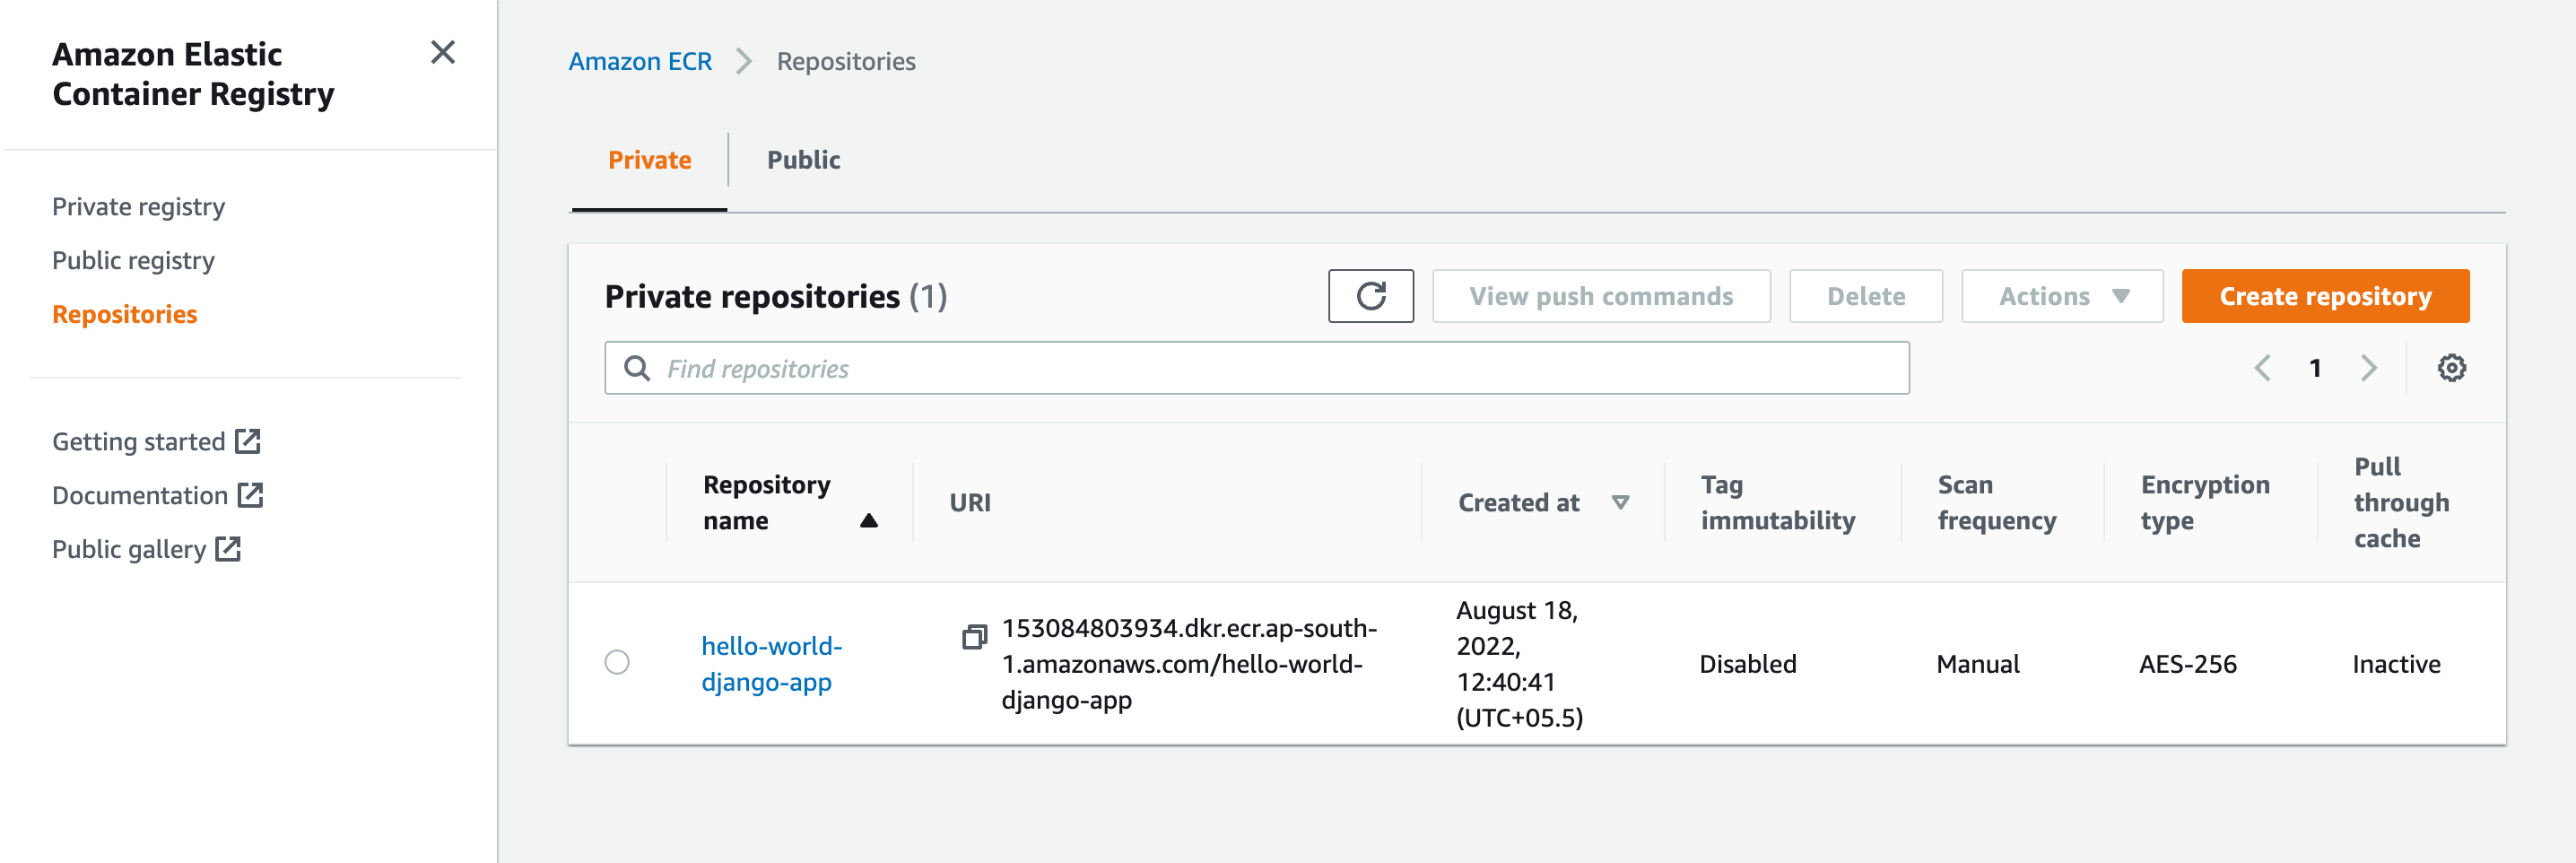 Amazon Elastic
Container Registry
Private registry
Public registry
Repositories
Getting started
Documentation
Public gallery
Amazon ECR Repositories
Private Public
Private repositories (1)
View push commands Delete Actions Create repository
Find repositories
1
Repository
name
URI
Created at
Tag
immutability
Scan
frequency
Encryption
type
Pull
through
cache
hello-world-
django-app
153084803934.dkr.ecr.ap-south-
1.amazonaws.com/hello-world-
django-app
August 18,
2022,
12:40:41
(UTC+05.5)
Disabled
Manual
AES-256
Inactive